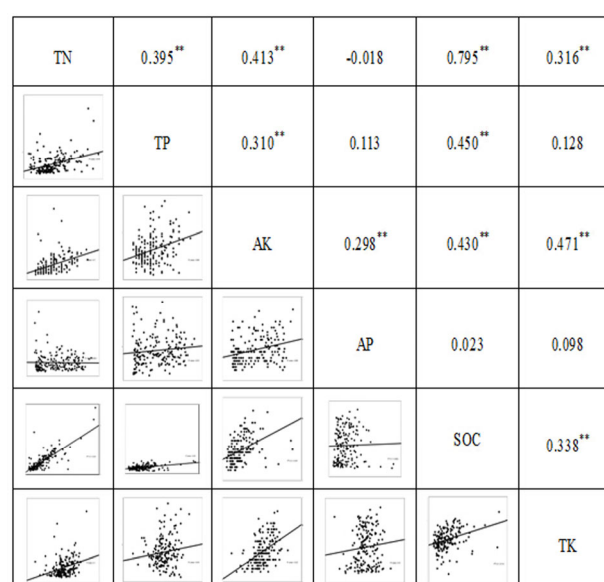 TN 0.395** 0.413** -0.018 0.795** 0.316**
TP 0.310** 0.113 0.450** 0.128
AK 0.298** 0.430** 0.471**
AP 0.023 0.098
SOC 0.338**
TK